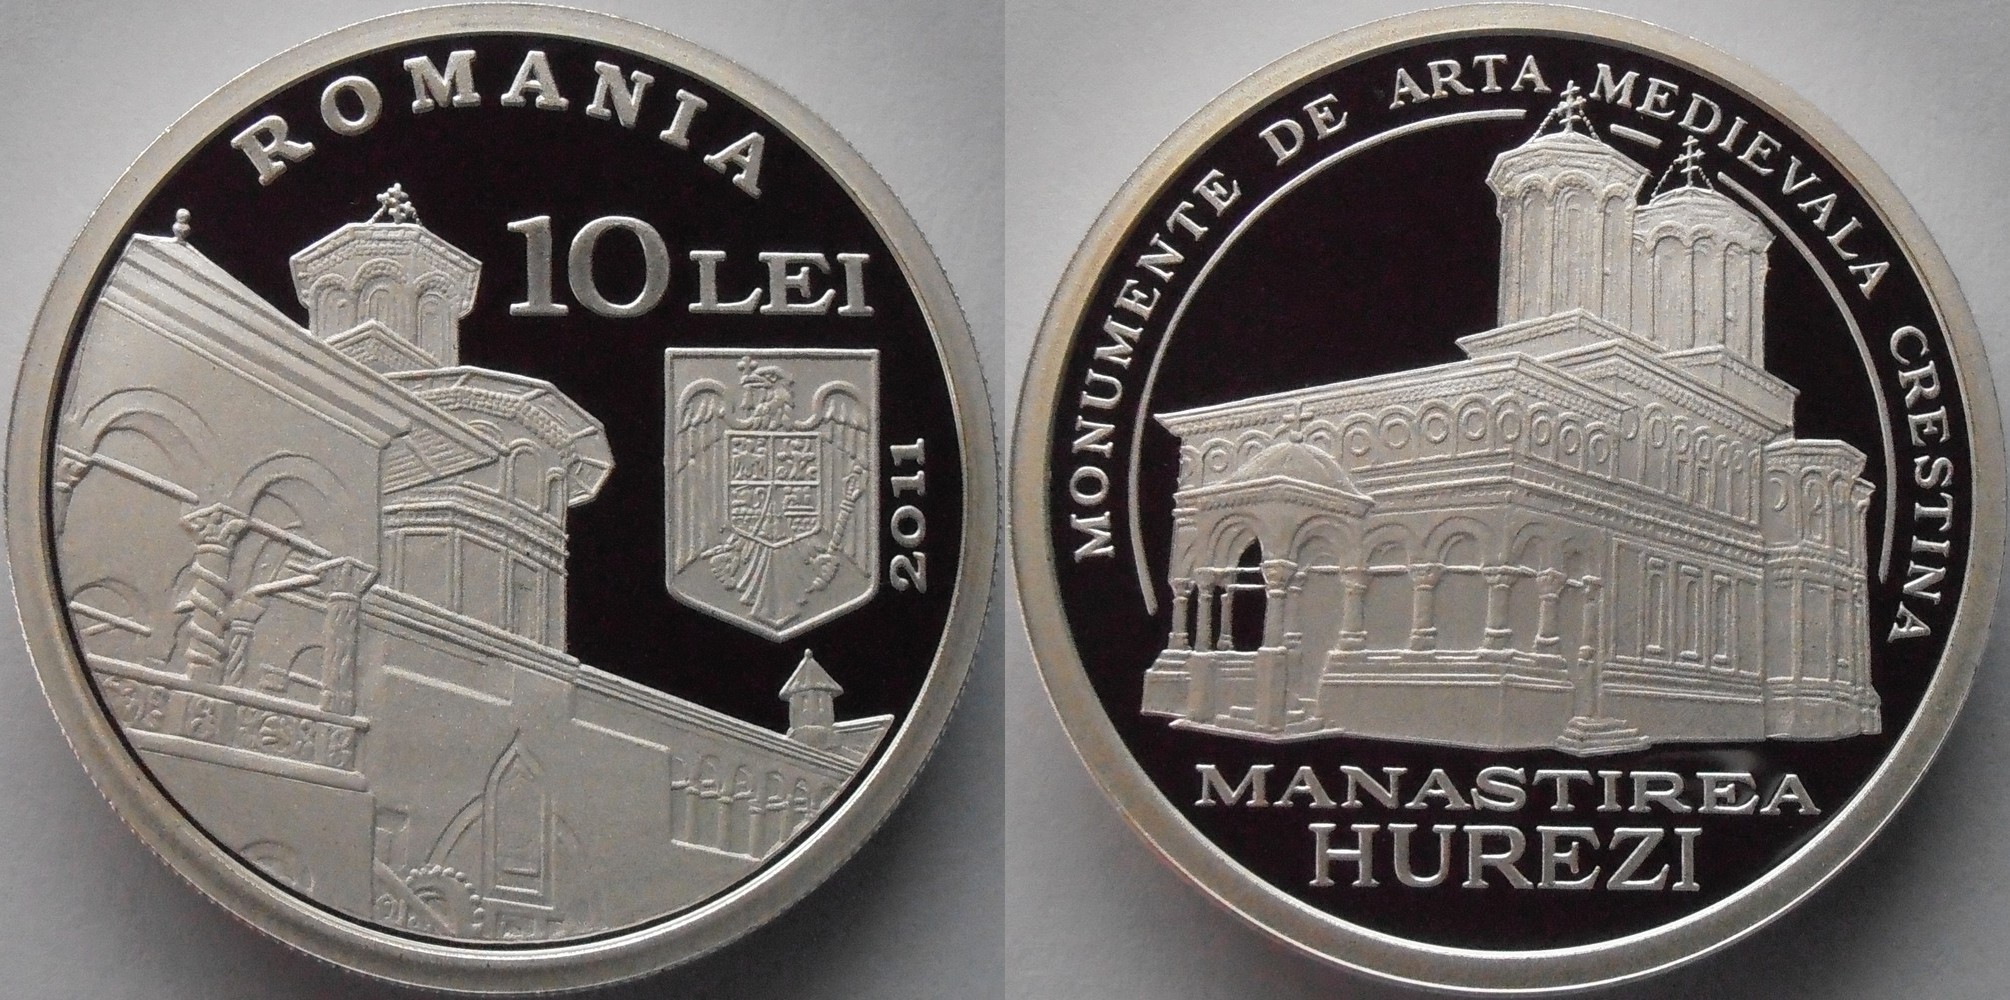 ROMANIA
10 LEI
2011
MONUMENTE DE ARTA MEDIEVALA CRESTINA
MANASTIREA
HUREZI